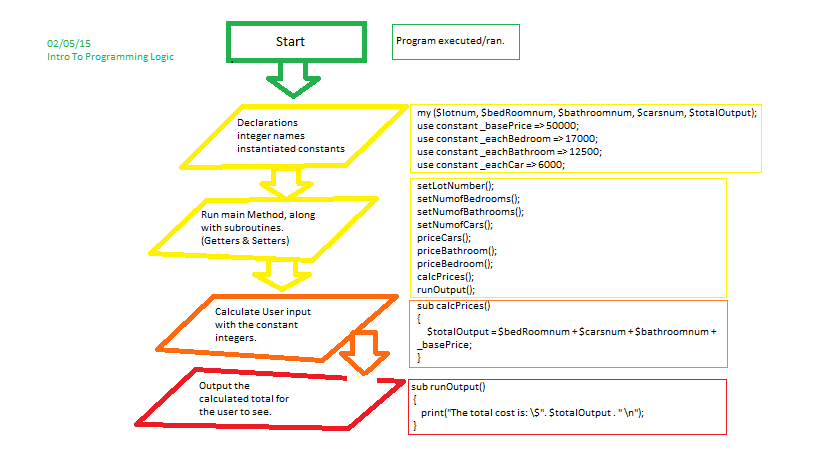 02/05/15
Intro To Programming Logic
Start
Program executed/ran.
Declarations
integer names
instantiated constants
my ($lotnum, $bedRoomnum, $bathroomnum, $carsnum, $totalOutput);
use constant _basePrice => 50000;
use constant _eachBedroom => 17000;
use constant _eachBathroom => 12500;
use constant _eachCar => 6000;
Run main Method, along
with subroutines.
(Getters & Setters)
setLotNumber();
setNumofBedrooms();
setNumofBathrooms();
setNumofCars();
priceCars();
priceBathroom();
priceBedroom();
calcPrices();
runOutput();
Calculate User input
with the constant
integers.
sub calcPrices()
{
$totalOutput = $bedRoomnum + $carsnum + $bathroomnum +
_basePrice;
}
Output the
calculated total for
the user to see.
sub runOutput()
{
print("The total cost is: \$". $totalOutput . " \n");
}